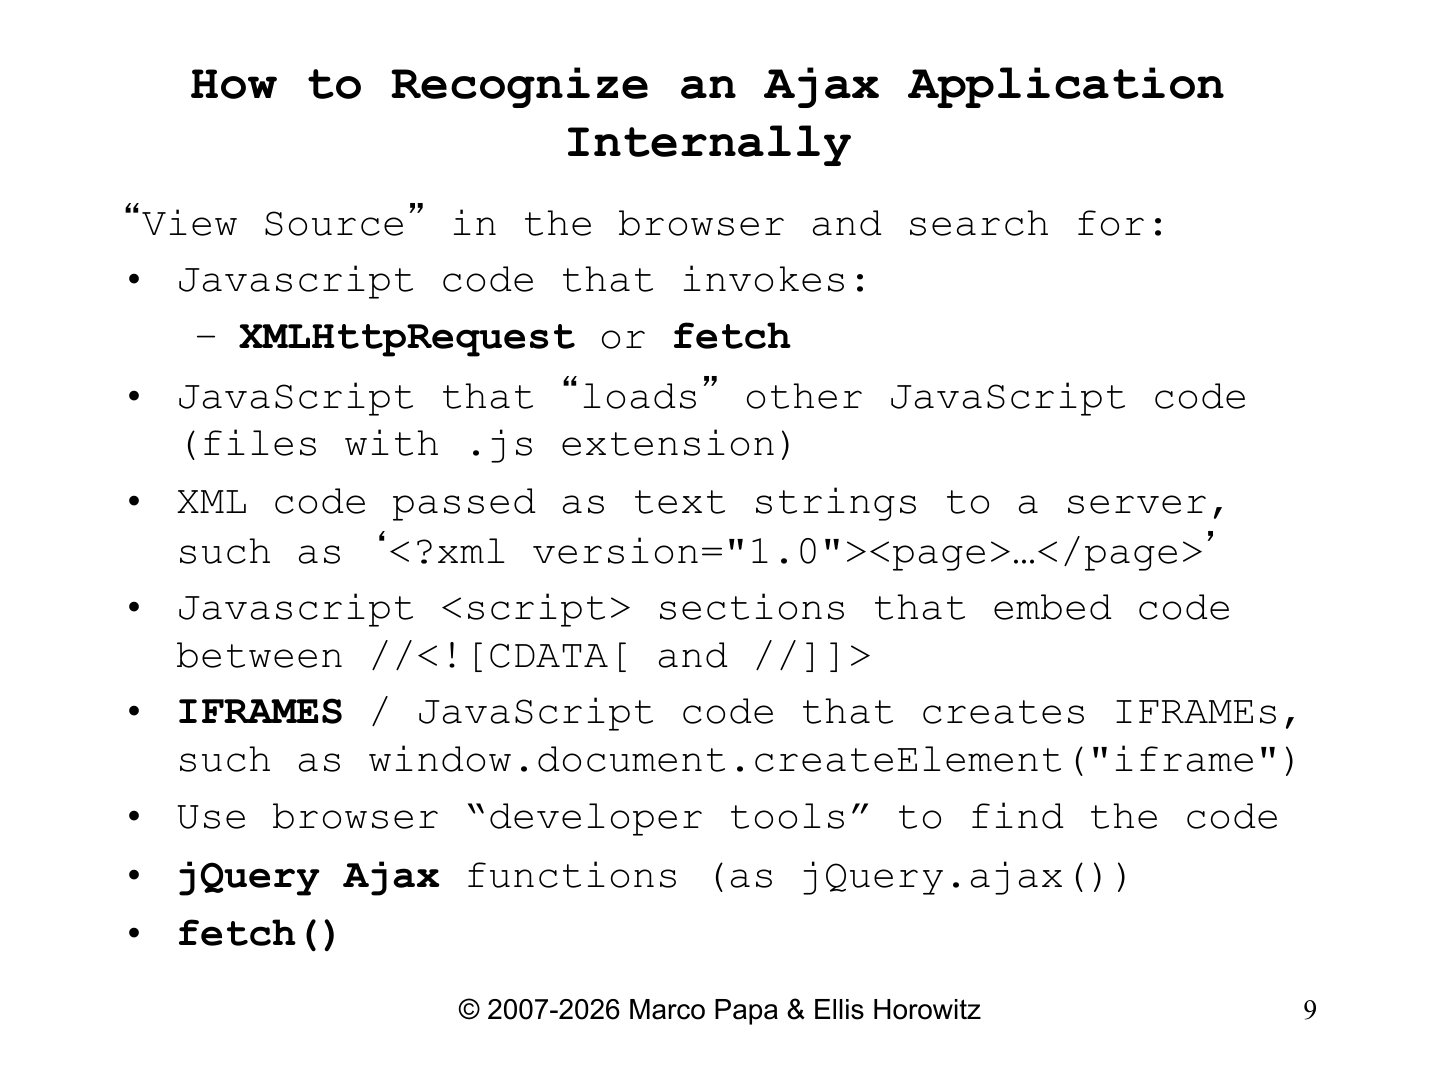 How to Recognize an Ajax Application
Internally
“View Source” in the browser and search for:
• Javascript code that invokes:
– XMLHttpRequest or fetch
• JavaScript that “loads” other JavaScript code
(files with .js extension)
• XML code passed as text strings to a server,
such as ‘<?xml version="1.0"><page>…</page>’
• Javascript <script> sections that embed code
between //<![CDATA[ and //]]>
• IFRAMES / JavaScript code that creates IFRAMEs,
such as window.document.createElement("iframe")
• Use browser “developer tools” to find the code
• jQuery Ajax functions (as jQuery.ajax())
• fetch()
© 2007-2026 Marco Papa & Ellis Horowitz
9